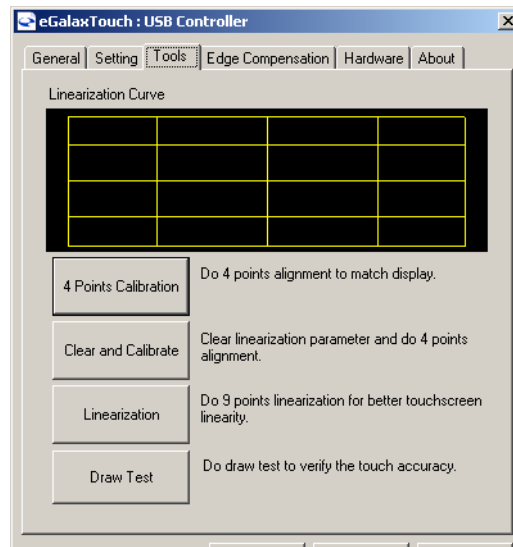 eGalaxTouch : USB Controller
General Setting Tools Edge Compensation Hardware About
Linearization Curve
4 Points Calibration
Do 4 points alignment to match display.
Clear and Calibrate
Clear linearization parameter and do 4 points
alignment.
Linearization
Do 9 points linearization for better touchscreen
linearity.
Draw Test
Do draw test to verify the touch accuracy.